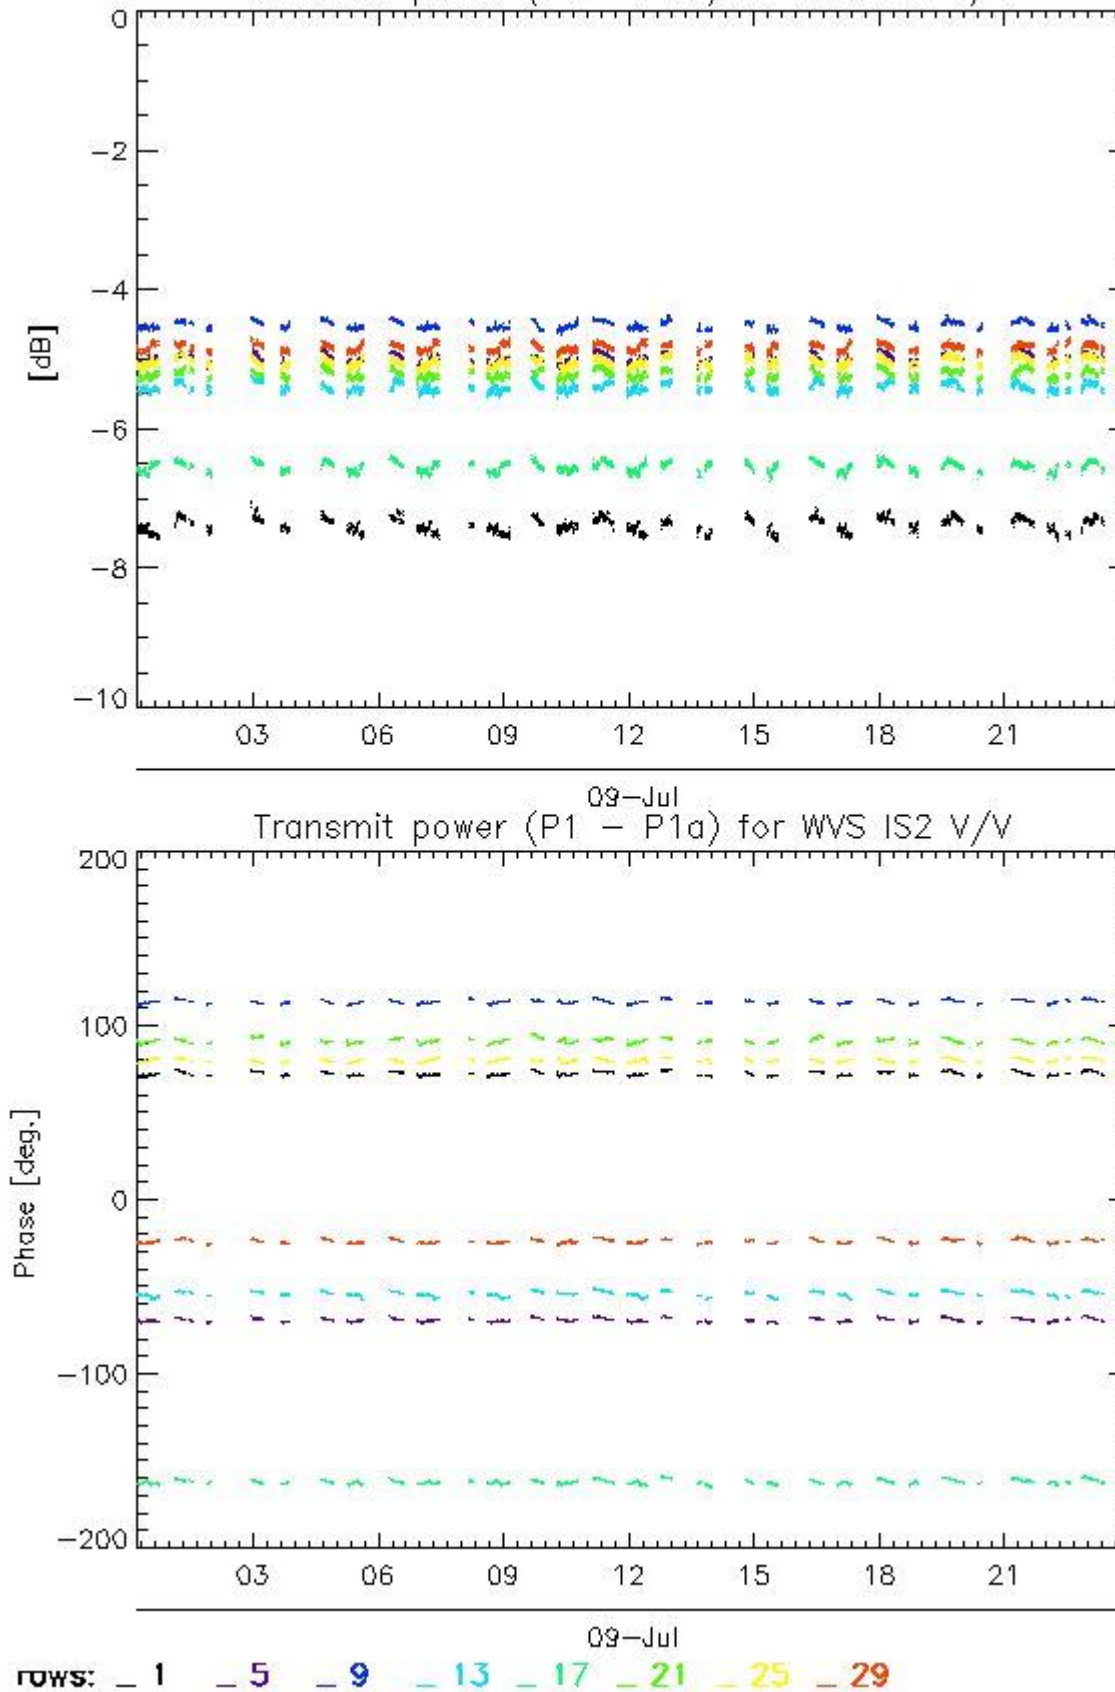 0
-2
-4
[dB]
-6
-8
-10
03 06 09 12 15 18 21
09-Jul
Transmit power (P1 - P1a) for WVS IS2 V/V
200
100
Phase [deg.]
0
-100
-200
03 06 09 12 15 18 21
09-Jul
rows: _ 1 _ 5 _ 9 _ 13 _ 17 _ 21 _ 25 _ 29